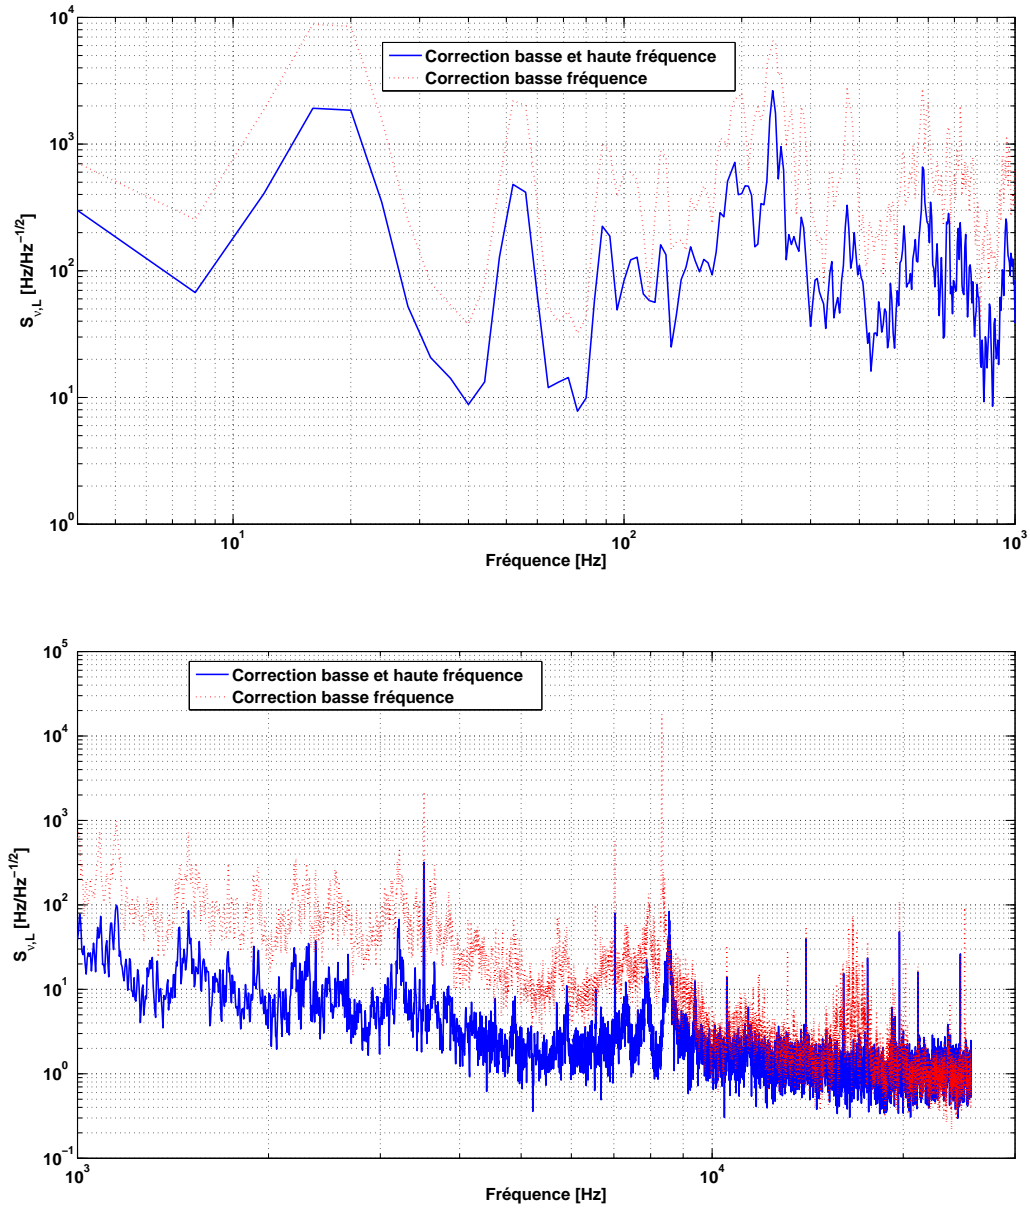 10^4
10^3
10^2
10^1
10^0
S_ν,L [Hz/Hz^−1/2]
Correction basse et haute fréquence
Correction basse fréquence
10^1
10^2
10^3
Fréquence [Hz]
10^5
10^4
10^3
10^2
10^1
10^0
10^−1
S_ν,L [Hz/Hz^−1/2]
Correction basse et haute fréquence
Correction basse fréquence
10^3
10^4
Fréquence [Hz]